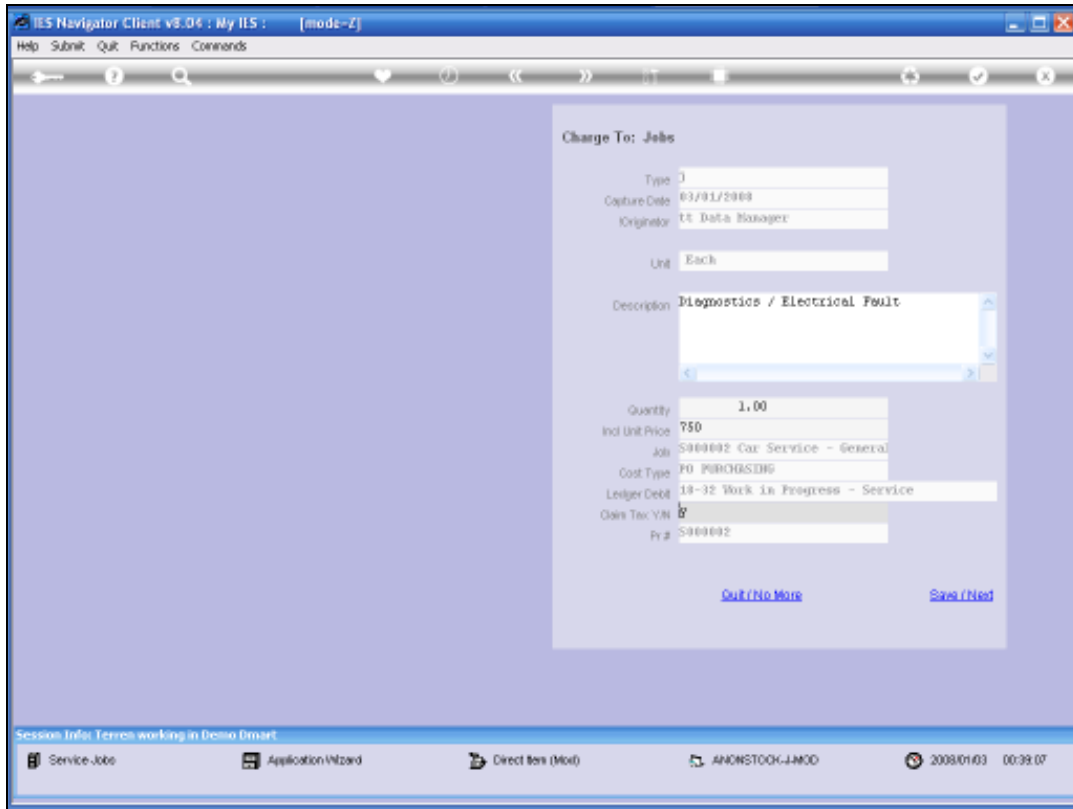 IES Navigator Client v8.04 : My IES : [mode=Z]
Help Submit Quit Functions Commands
Charge To: Jobs
Type J
Capture Date 03/01/2008
!Originator tt Data Manager
Unit Each
Description Diagnostics / Electrical Fault
Quantity 1.00
Incl Unit Price 750
Job S000002 Car Service - General
Cost Type PO PURCHASING
Ledger Debit 18-32 Work in Progress - Service
Claim Tax Y/N
Pr # S000002
Quit / No More Save / Next
Session Info: Terren working in Demo Dmart
Service Jobs Application Wizard Direct Item (Mod) ANONSTOCK-J-MOD 2008/01/03 00:39:07